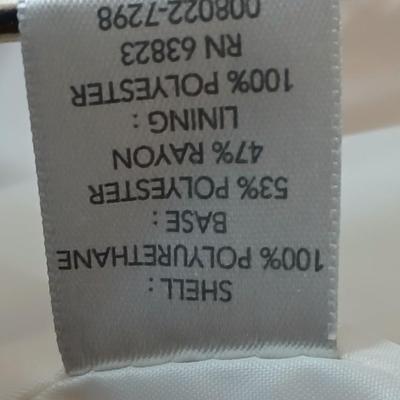 SHELL :
100% POLYURETHANE
BASE :
53% POLYESTER
47% RAYON
LINING :
100% POLYESTER
RN 63823
008022-7298